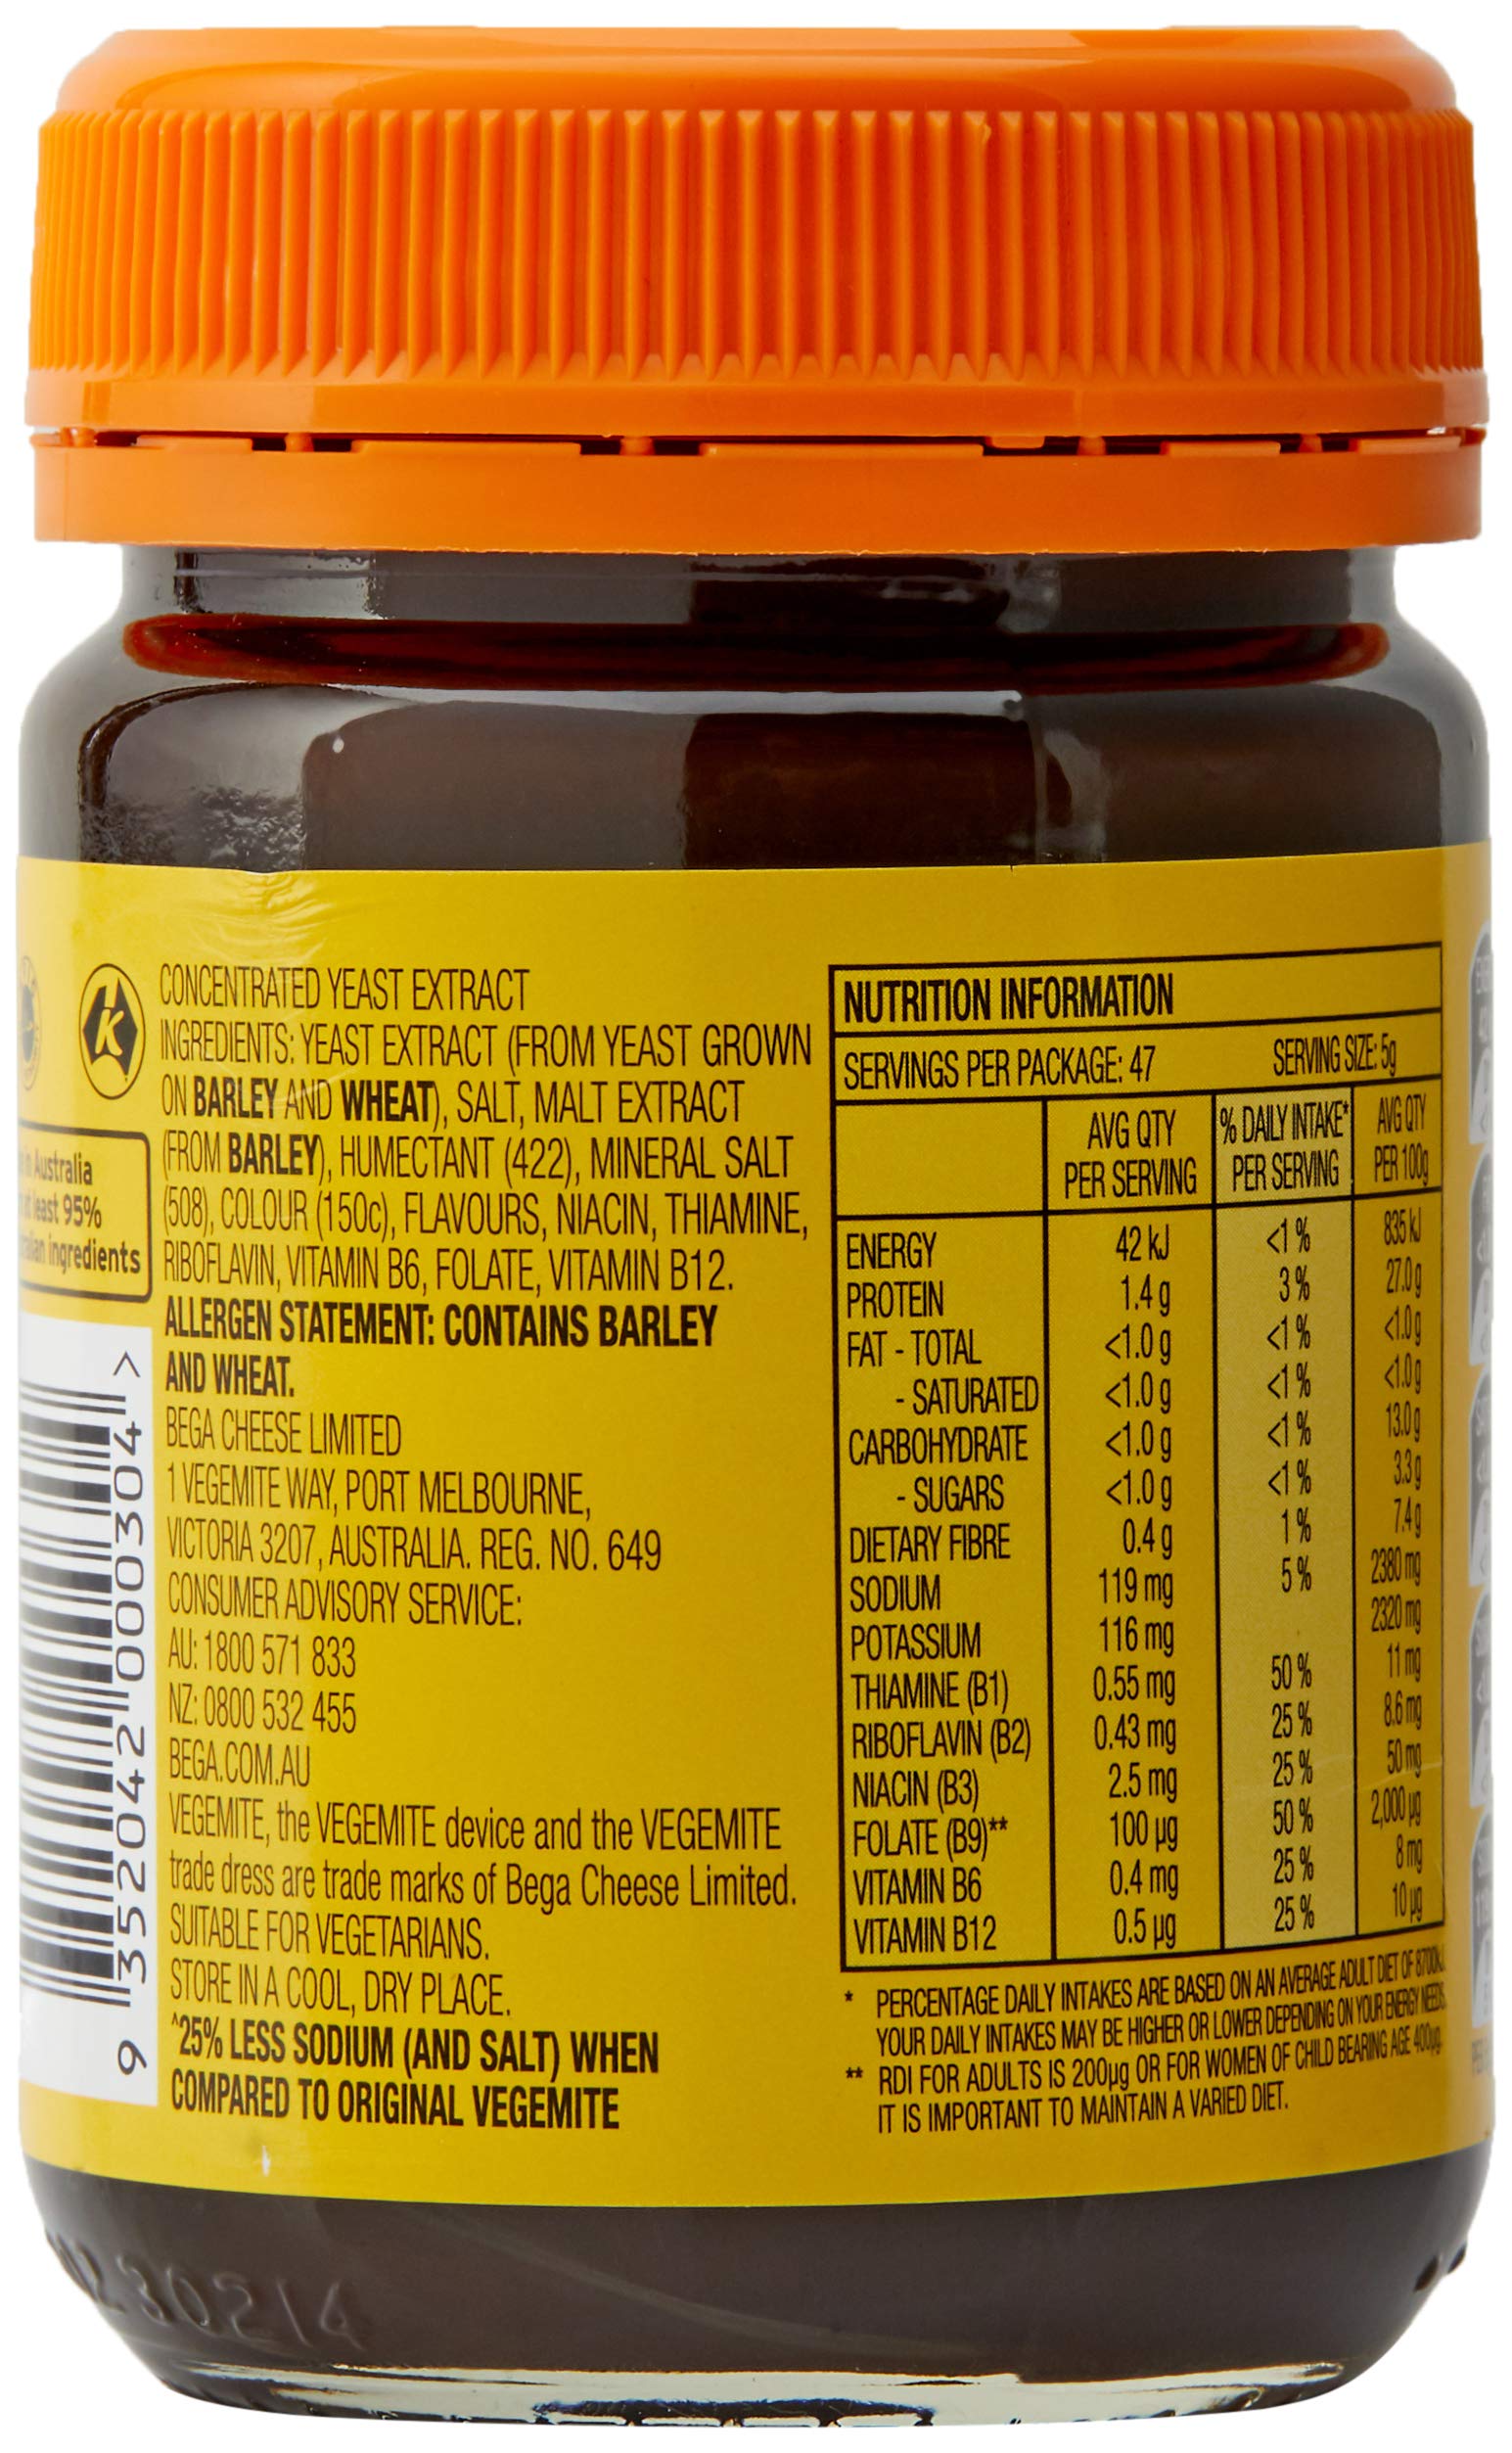 K
CONCENTRATED YEAST EXTRACT
INGREDIENTS: YEAST EXTRACT (FROM YEAST GROWN
ON BARLEY AND WHEAT), SALT, MALT EXTRACT
(FROM BARLEY), HUMECTANT (422), MINERAL SALT
(508), COLOUR (150c), FLAVOURS, NIACIN, THIAMINE,
RIBOFLAVIN, VITAMIN B6, FOLATE, VITAMIN B12.
ALLERGEN STATEMENT: CONTAINS BARLEY
AND WHEAT.
BEGA CHEESE LIMITED
1 VEGEMITE WAY, PORT MELBOURNE,
VICTORIA 3207, AUSTRALIA. REG. NO. 649
CONSUMER ADVISORY SERVICE:
AU: 1800 571 833
NZ: 0800 532 455
BEGA.COM.AU
VEGEMITE, the VEGEMITE device and the VEGEMITE
trade dress are trade marks of Bega Cheese Limited.
SUITABLE FOR VEGETARIANS.
STORE IN A COOL, DRY PLACE.
^25% LESS SODIUM (AND SALT) WHEN
COMPARED TO ORIGINAL VEGEMITE
Australia
least 95%
ingredients
9 352042 000304 >
NUTRITION INFORMATION
SERVINGS PER PACKAGE: 47 SERVING SIZE: 5g
AVG QTY % DAILY INTAKE* AVG QTY
PER SERVING PER SERVING PER 100g
ENERGY 42 kJ <1 % 835 kJ
PROTEIN 1.4 g 3 % 27.0 g
FAT - TOTAL <1.0 g <1 % <1.0 g
- SATURATED <1.0 g <1 % <1.0 g
CARBOHYDRATE <1.0 g <1 % 13.0 g
- SUGARS <1.0 g <1 % 3.3 g
DIETARY FIBRE 0.4 g 1 % 7.4 g
SODIUM 119 mg 5 % 2380 mg
POTASSIUM 116 mg 2320 mg
THIAMINE (B1) 0.55 mg 50 % 11 mg
RIBOFLAVIN (B2) 0.43 mg 25 % 8.6 mg
NIACIN (B3) 2.5 mg 25 % 50 mg
FOLATE (B9)** 100 µg 50 % 2,000 µg
VITAMIN B6 0.4 mg 25 % 8 mg
VITAMIN B12 0.5 µg 25 % 10 µg
* PERCENTAGE DAILY INTAKES ARE BASED ON AN AVERAGE ADULT DIET OF 8700kJ
YOUR DAILY INTAKES MAY BE HIGHER OR LOWER DEPENDING ON YOUR ENERGY NEEDS.
** RDI FOR ADULTS IS 200µg OR FOR WOMEN OF CHILD BEARING AGE 400µg.
IT IS IMPORTANT TO MAINTAIN A VARIED DIET.
30214